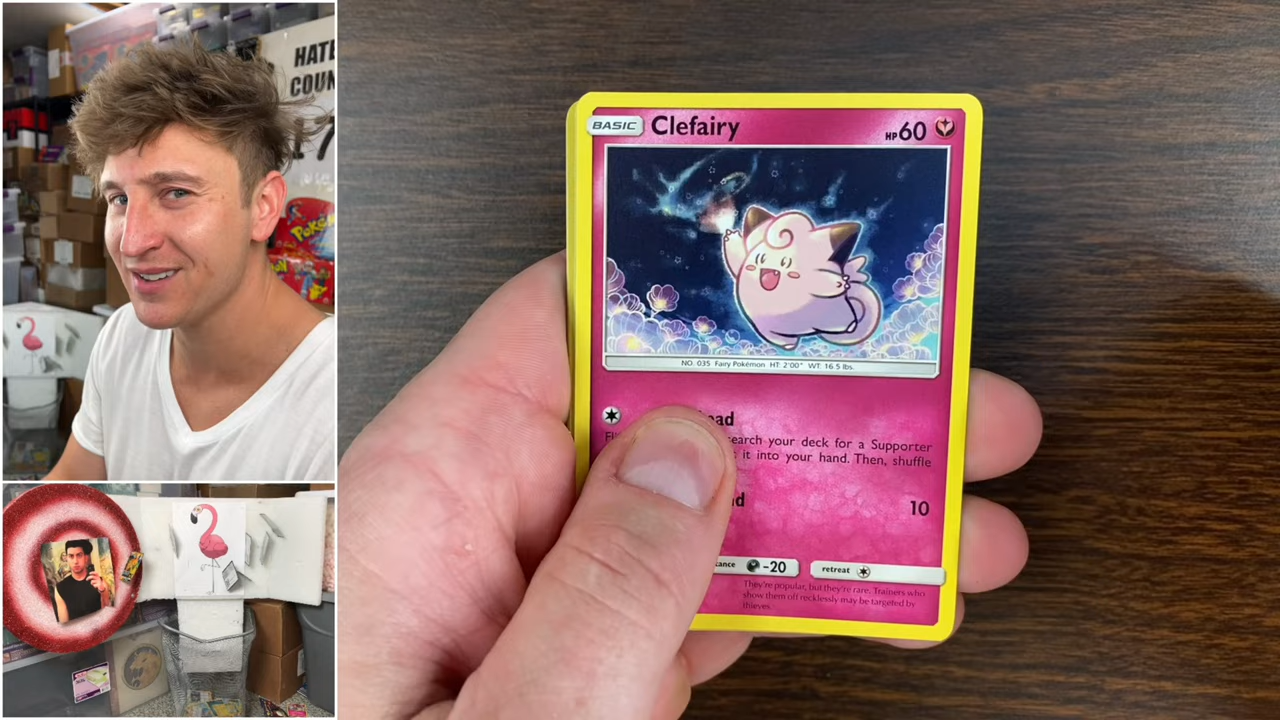 HATE
COUN
BASIC Clefairy HP 60
NO. 035 Fairy Pokémon HT: 2'00" WT: 16.5 lbs.
search your deck for a Supporter
it into your hand. Then, shuffle
10
-20
retreat
They're popular, but they're rare. Trainers who
show them off recklessly may be targeted by
thieves.